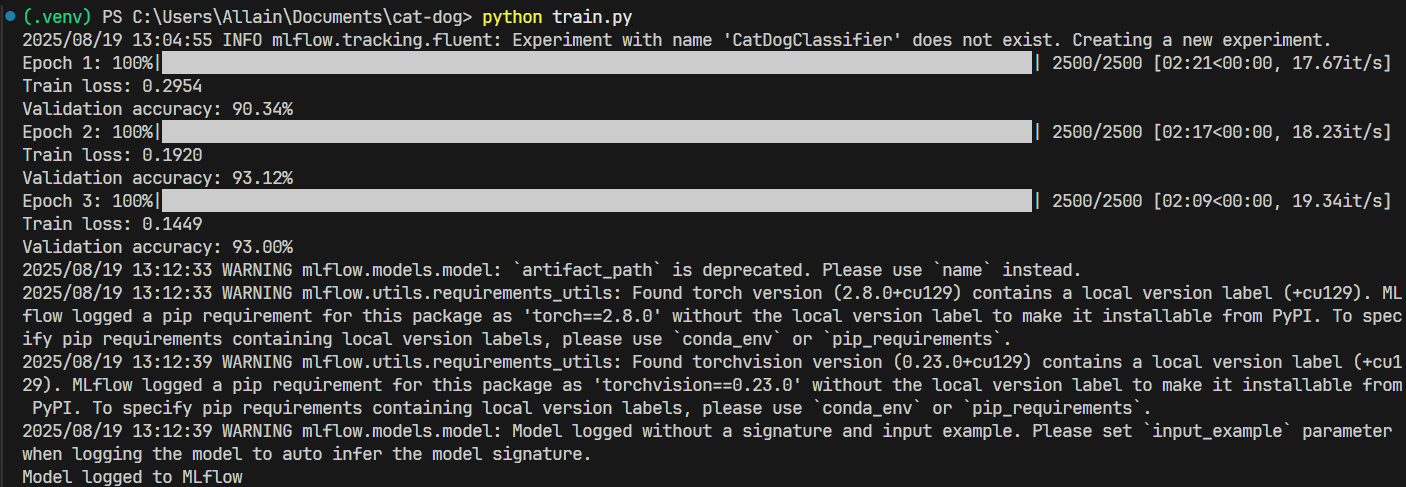 (.venv) PS C:\Users\Allain\Documents\cat-dog> python train.py
2025/08/19 13:04:55 INFO mlflow.tracking.fluent: Experiment with name 'CatDogClassifier' does not exist. Creating a new experiment.
Epoch 1: 100%|██████████| 2500/2500 [02:21<00:00, 17.67it/s]
Train loss: 0.2954
Validation accuracy: 90.34%
Epoch 2: 100%|██████████| 2500/2500 [02:17<00:00, 18.23it/s]
Train loss: 0.1920
Validation accuracy: 93.12%
Epoch 3: 100%|██████████| 2500/2500 [02:09<00:00, 19.34it/s]
Train loss: 0.1449
Validation accuracy: 93.00%
2025/08/19 13:12:33 WARNING mlflow.models.model: `artifact_path` is deprecated. Please use `name` instead.
2025/08/19 13:12:33 WARNING mlflow.utils.requirements_utils: Found torch version (2.8.0+cu129) contains a local version label (+cu129). ML
flow logged a pip requirement for this package as 'torch==2.8.0' without the local version label to make it installable from PyPI. To spec
ify pip requirements containing local version labels, please use `conda_env` or `pip_requirements`.
2025/08/19 13:12:39 WARNING mlflow.utils.requirements_utils: Found torchvision version (0.23.0+cu129) contains a local version label (+cu1
29). MLflow logged a pip requirement for this package as 'torchvision==0.23.0' without the local version label to make it installable from
 PyPI. To specify pip requirements containing local version labels, please use `conda_env` or `pip_requirements`.
2025/08/19 13:12:39 WARNING mlflow.models.model: Model logged without a signature and input example. Please set `input_example` parameter
when logging the model to auto infer the model signature.
Model logged to MLflow